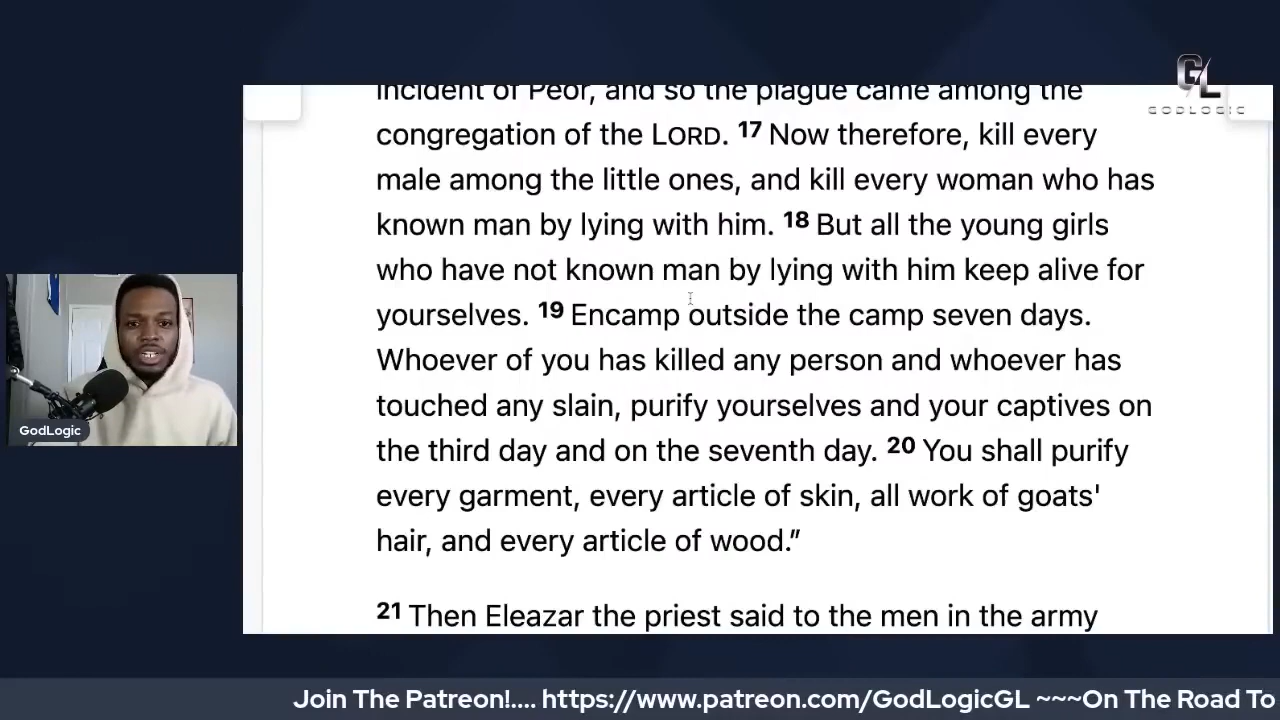 incident of Peor, and so the plague came among the
congregation of the LORD. 17 Now therefore, kill every
male among the little ones, and kill every woman who has
known man by lying with him. 18 But all the young girls
who have not known man by lying with him keep alive for
yourselves. 19 Encamp outside the camp seven days.
Whoever of you has killed any person and whoever has
touched any slain, purify yourselves and your captives on
the third day and on the seventh day. 20 You shall purify
every garment, every article of skin, all work of goats'
hair, and every article of wood.”
21 Then Eleazar the priest said to the men in the army
GL
GODLOGIC
GodLogic
Join The Patreon!.... https://www.patreon.com/GodLogicGL ~~~On The Road To